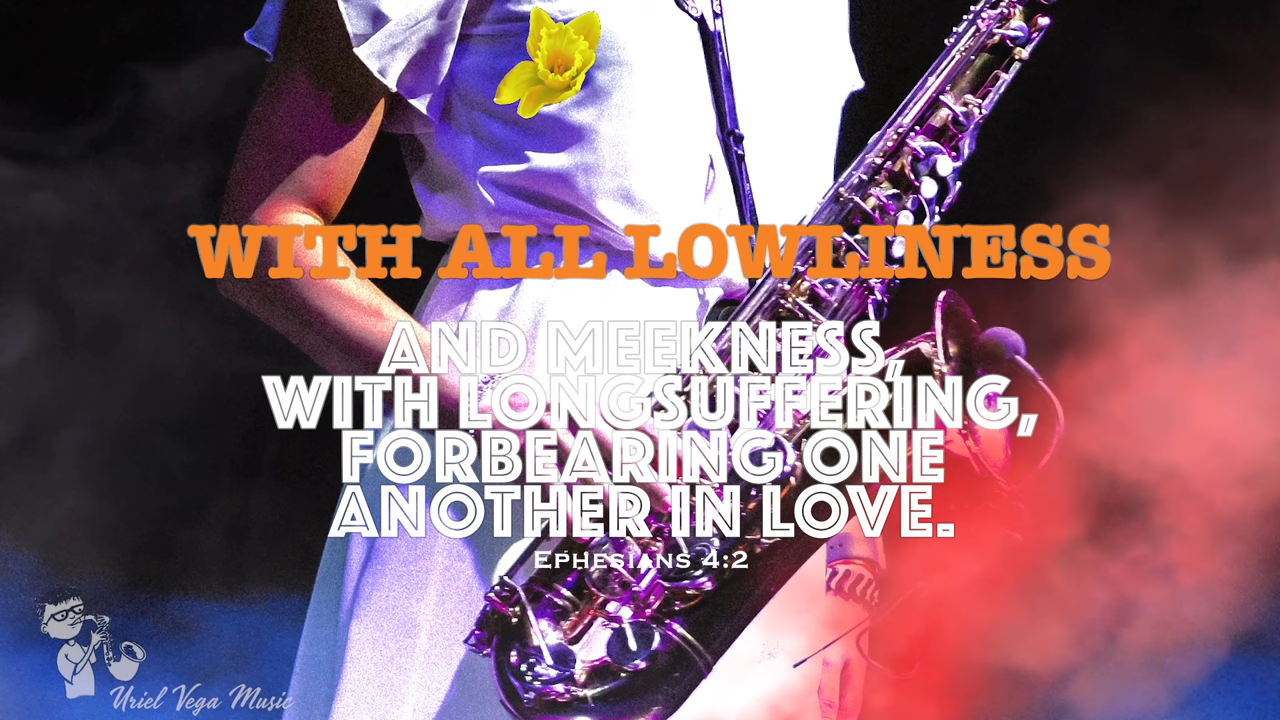 WITH ALL LOWLINESS
AND MEEKNESS,
WITH LONGSUFFERING,
FORBEARING ONE
ANOTHER IN LOVE.
EPHESIANS 4:2
Uriel Vega Music